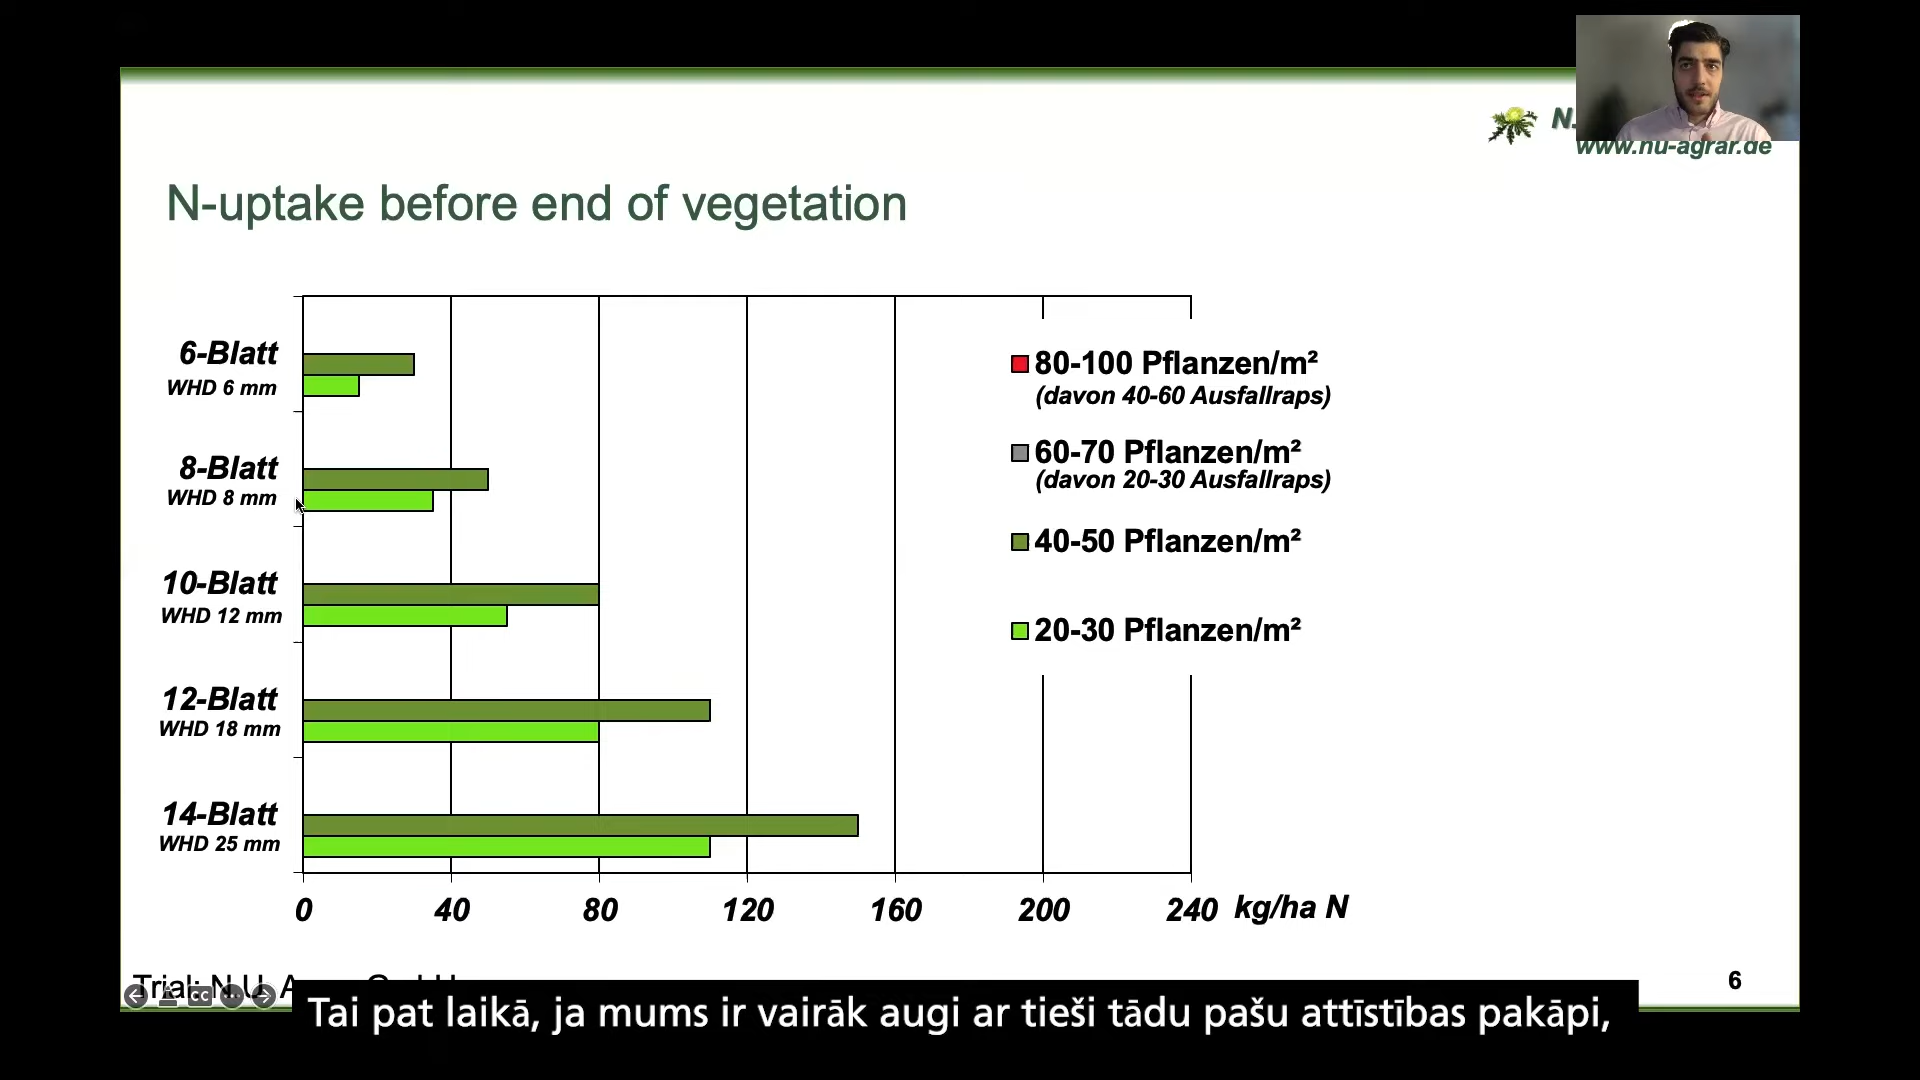 N.
www.nu-agrar.de
N-uptake before end of vegetation
6-Blatt
WHD 6 mm
8-Blatt
WHD 8 mm
10-Blatt
WHD 12 mm
12-Blatt
WHD 18 mm
14-Blatt
WHD 25 mm
80-100 Pflanzen/m²
(davon 40-60 Ausfallraps)
60-70 Pflanzen/m²
(davon 20-30 Ausfallraps)
40-50 Pflanzen/m²
20-30 Pflanzen/m²
0 40 80 120 160 200 240 kg/ha N
Trial: N.U.
6
Tai pat laikā, ja mums ir vairāk augi ar tieši tādu pašu attīstības pakāpi,